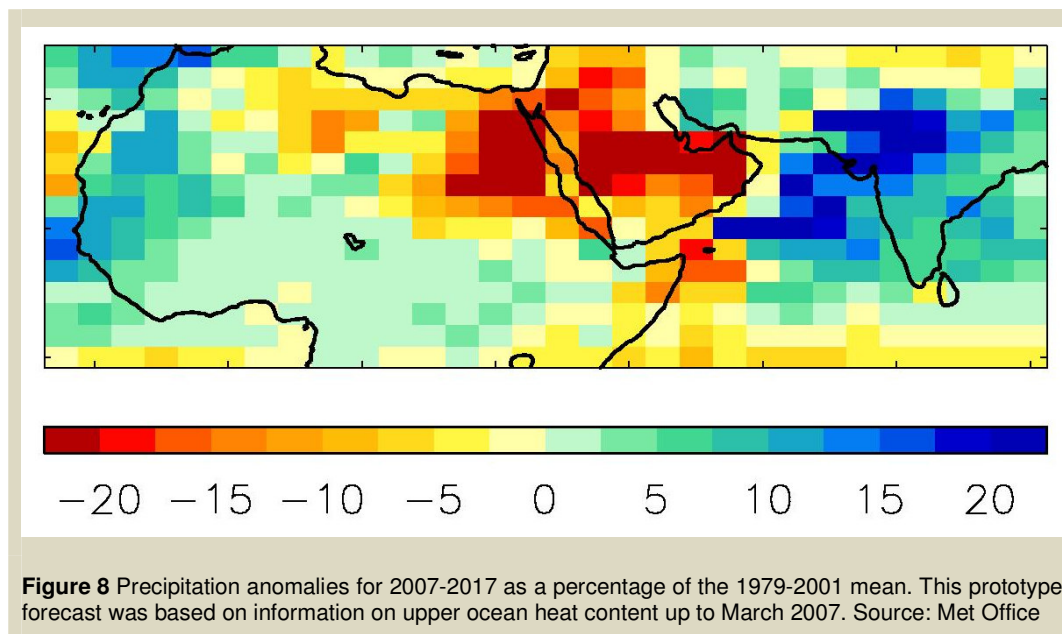 −20 −15 −10 −5 0 5 10 15 20
Figure 8 Precipitation anomalies for 2007-2017 as a percentage of the 1979-2001 mean. This prototype
forecast was based on information on upper ocean heat content up to March 2007. Source: Met Office